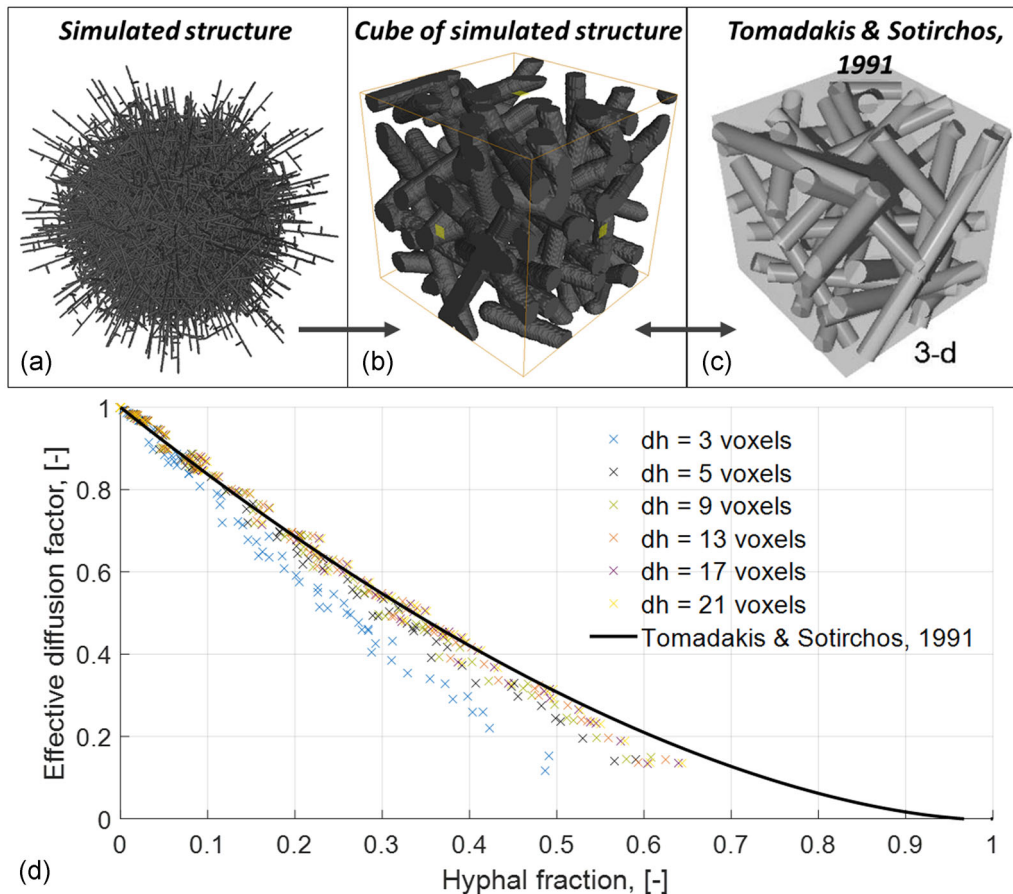 Simulated structure
Cube of simulated structure
Tomadakis & Sotirchos,
1991
(a)
(b)
(c)
3-d
1
0.8
0.6
0.4
0.2
0
Effective diffusion factor, [-]
dh = 3 voxels
dh = 5 voxels
dh = 9 voxels
dh = 13 voxels
dh = 17 voxels
dh = 21 voxels
Tomadakis & Sotirchos, 1991
0 0.1 0.2 0.3 0.4 0.5 0.6 0.7 0.8 0.9 1
(d)
Hyphal fraction, [-]